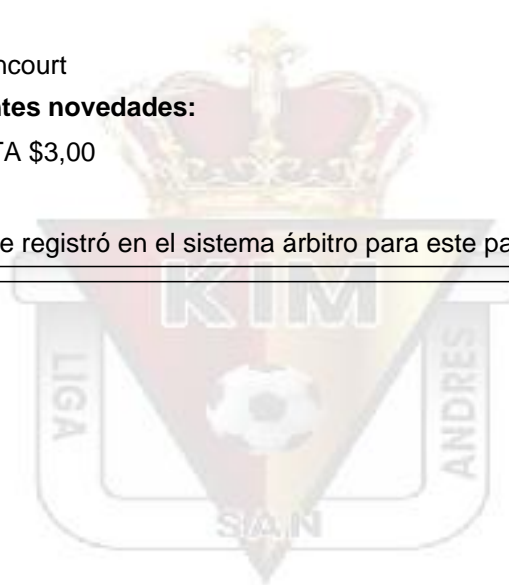 ncourt
ntes novedades:
TA $3,00
e registró en el sistema árbitro para este pa
KIM
LIGA
ANDRES
SAN